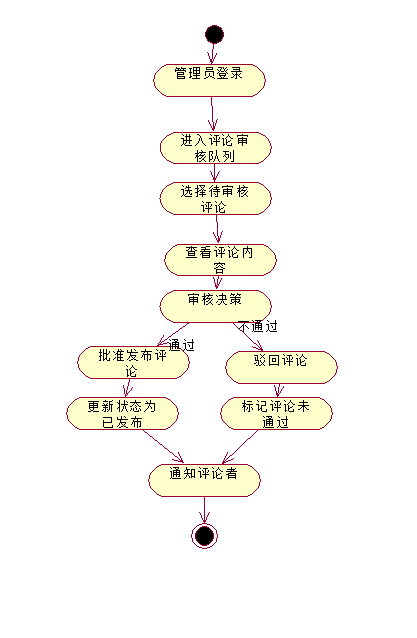 管理员登录
进入评论审
核队列
选择待审核
评论
查看评论内
容
审核决策
不通过
通过
批准发布评
论
驳回评论
更新状态为
已发布
标记评论未
通过
通知评论者